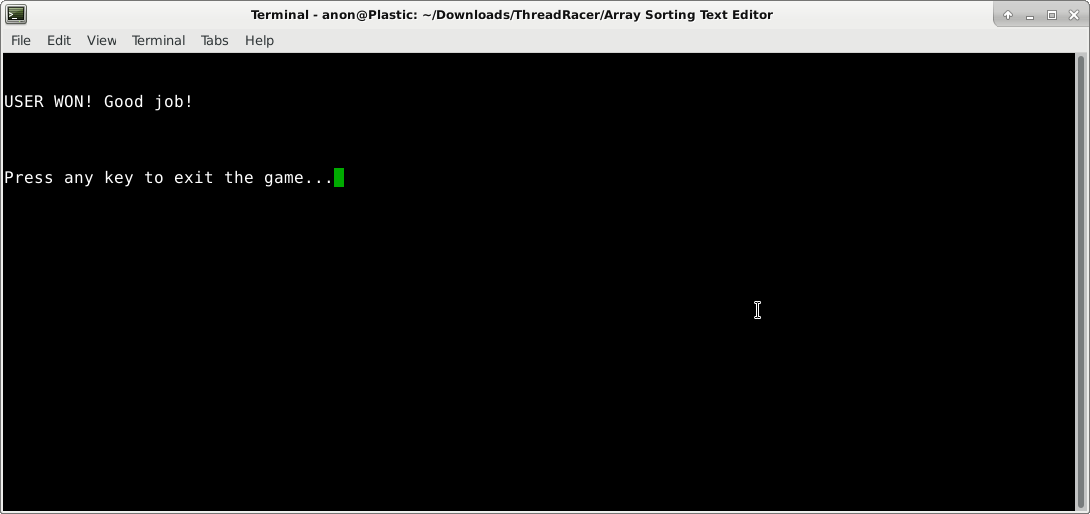 Terminal - anon@Plastic: ~/Downloads/ThreadRacer/Array Sorting Text Editor
File Edit View Terminal Tabs Help
USER WON! Good job!
Press any key to exit the game...